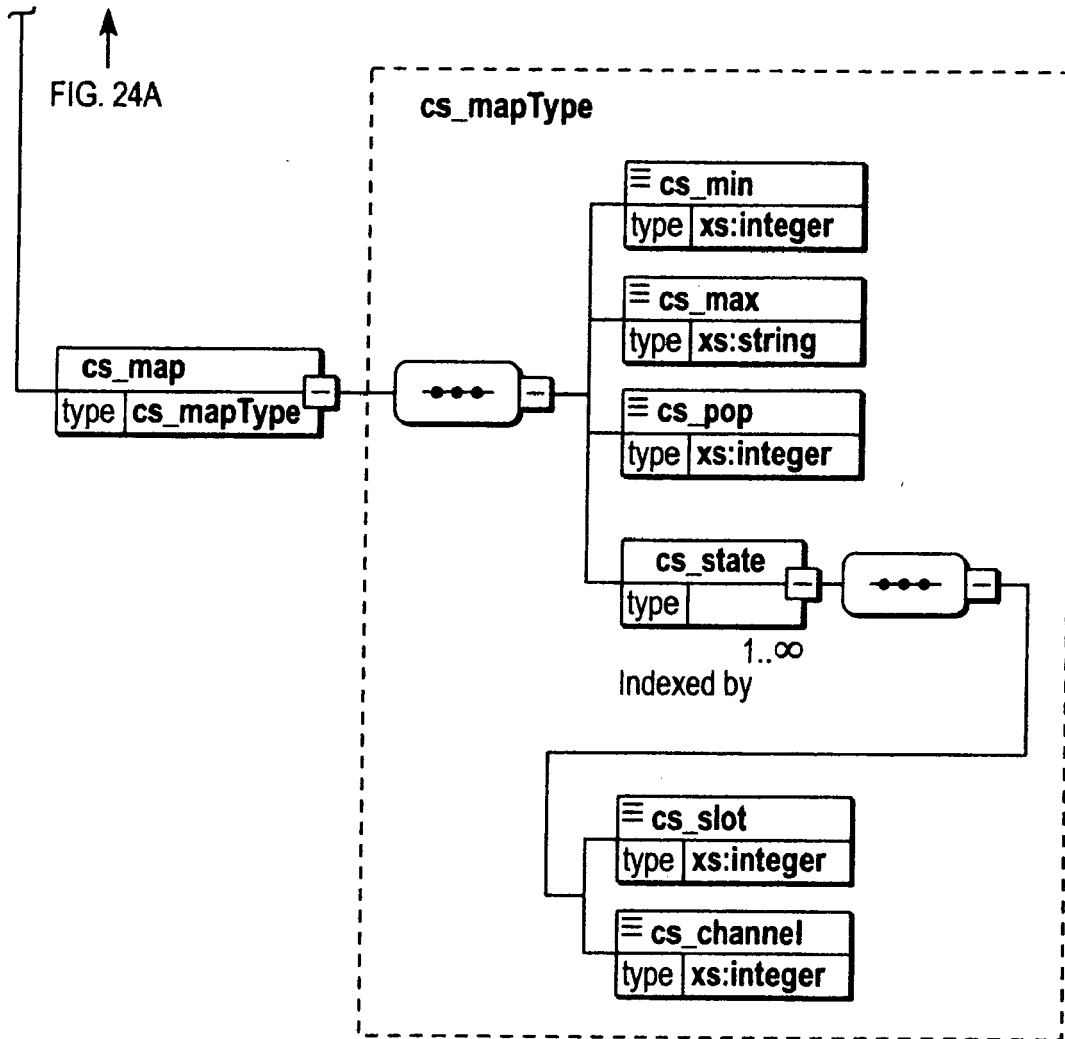 FIG. 24A
cs_mapType
cs_min
type xs:integer
cs_max
type xs:string
cs_map
type cs_mapType
cs_pop
type xs:integer
cs_state
type
1..∞
Indexed by
cs_slot
type xs:integer
cs_channel
type xs:integer